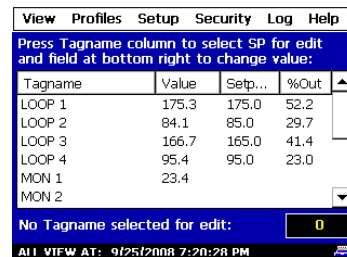 View Profiles Setup Security Log Help
Press Tagname column to select SP for edit
and field at bottom right to change value:
Tagname Value Setp... %Out
LOOP 1 175.3 175.0 52.2
LOOP 2 84.1 85.0 29.7
LOOP 3 166.7 165.0 41.4
LOOP 4 95.4 95.0 23.0
MON 1 23.4
MON 2
No Tagname selected for edit: 0
ALL VIEW AT: 9/25/2008 7:20:28 PM